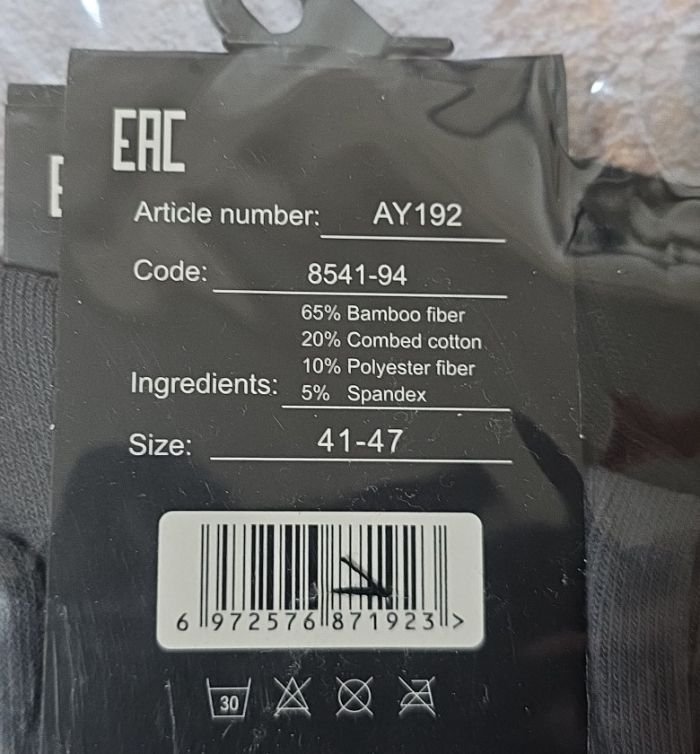 EAC
Article number: AY192
Code: 8541-94
65% Bamboo fiber
20% Combed cotton
10% Polyester fiber
Ingredients: 5% Spandex
Size: 41-47
6 972576 871923 >
30